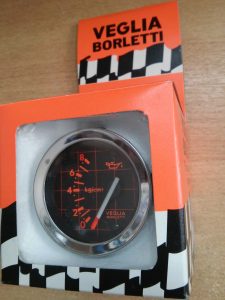 VEGLIA
BORLETTI
8
6
4
kg/cm²
2
0
VEGLIA
BORLETTI